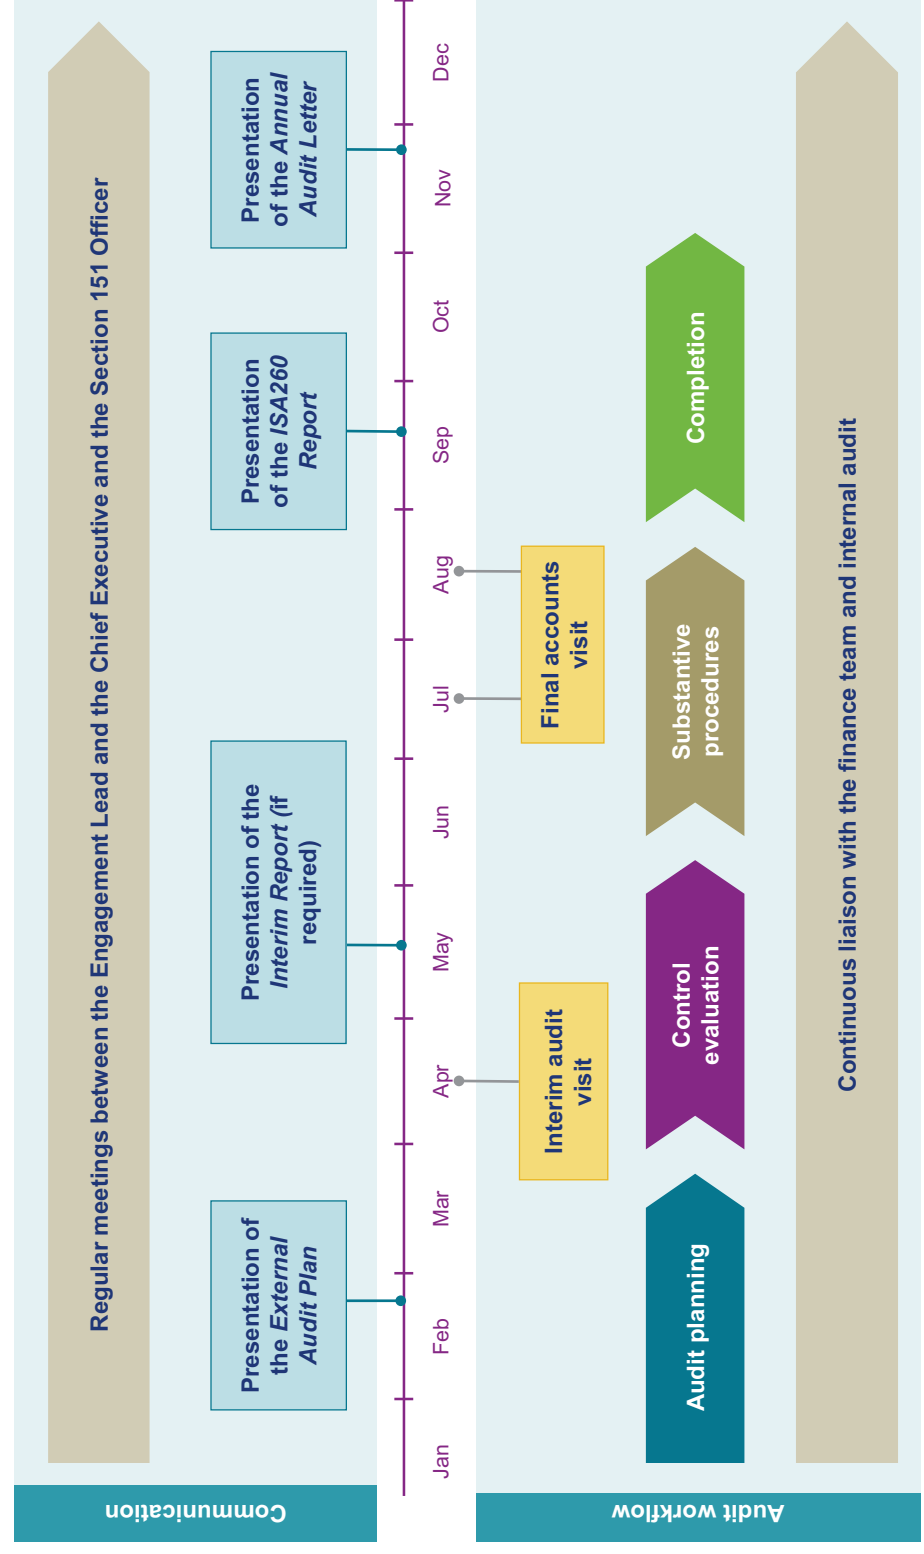 Communication
Regular meetings between the Engagement Lead and the Chief Executive and the Section 151 Officer
Presentation of
the External
Audit Plan
Presentation of the
Interim Report (if
required)
Presentation
of the ISA260
Report
Presentation
of the Annual
Audit Letter
Jan
Feb
Mar
Apr
May
Jun
Jul
Aug
Sep
Oct
Nov
Dec
Audit workflow
Interim audit
visit
Final accounts
visit
Audit planning
Control
evaluation
Substantive
procedures
Completion
Continuous liaison with the finance team and internal audit